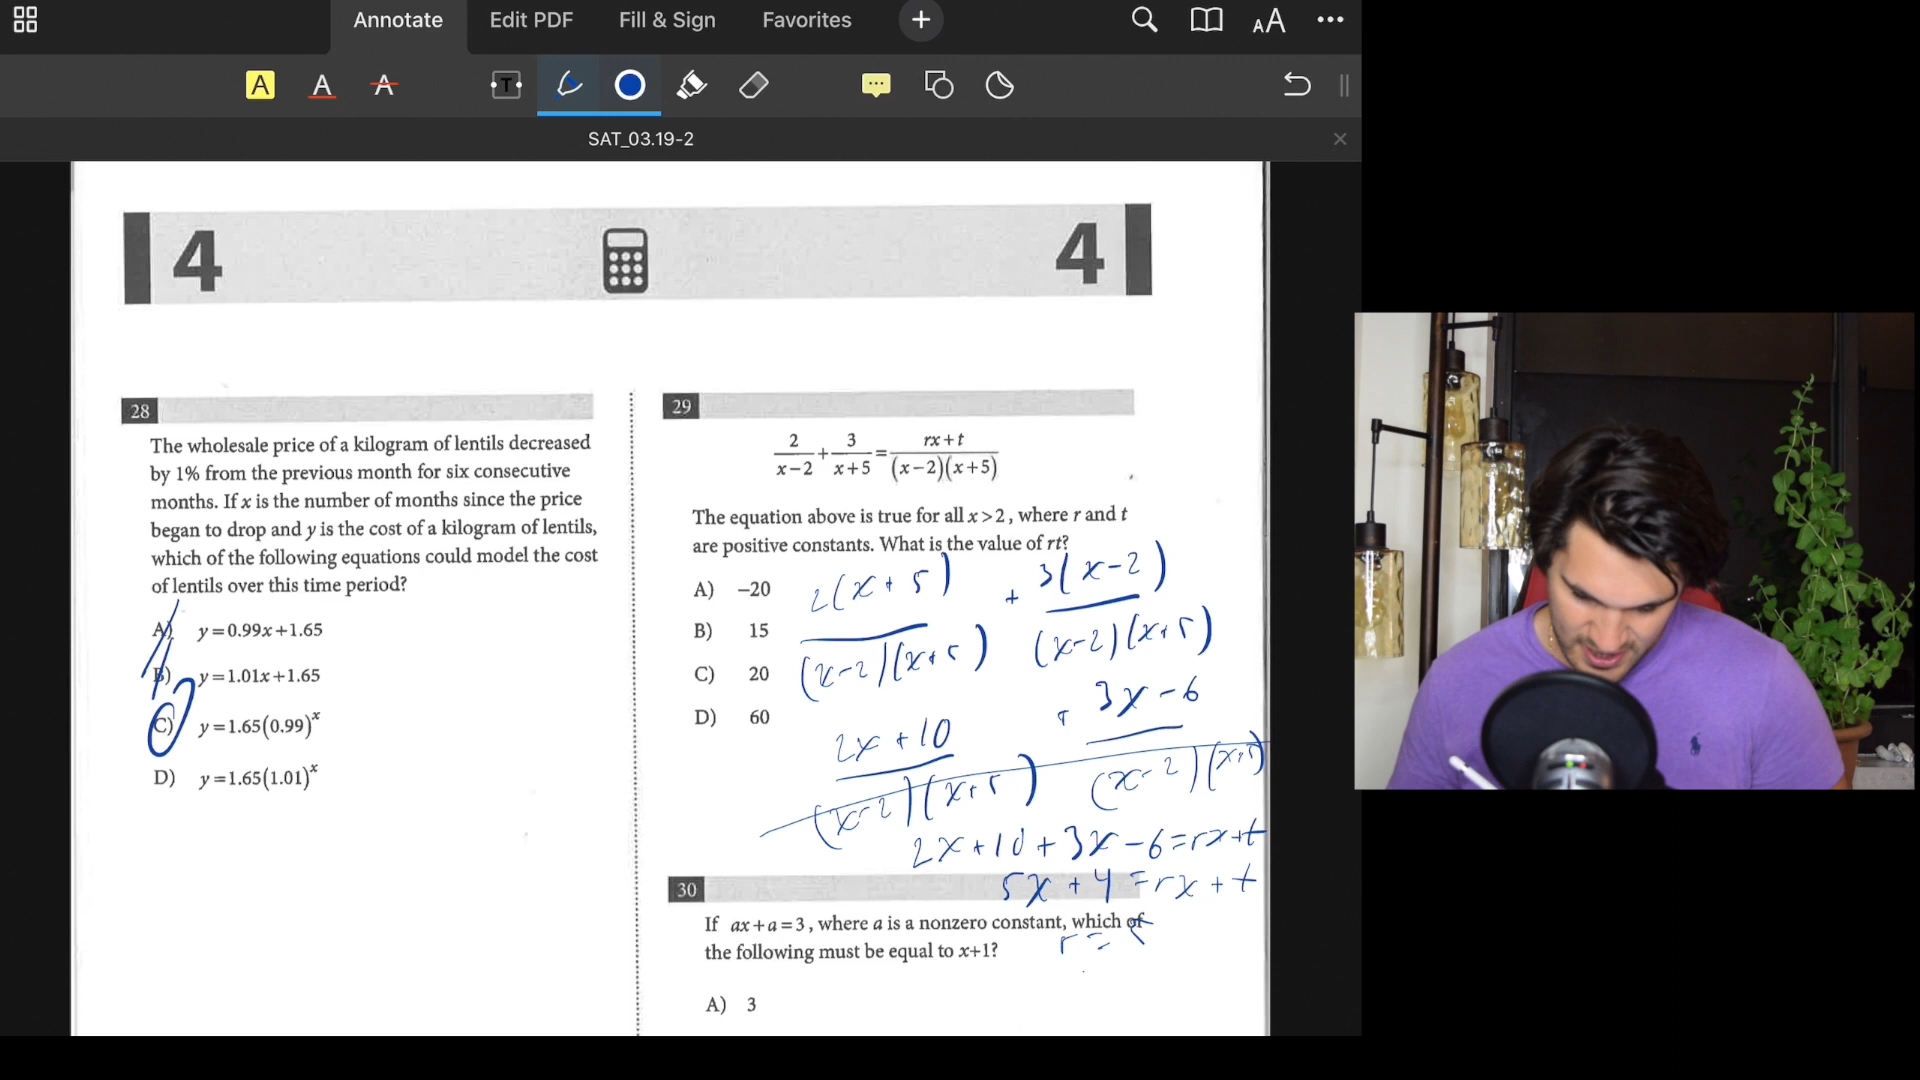 Annotate Edit PDF Fill & Sign Favorites
AA
A A A T
SAT_03.19-2
4 4
28
The wholesale price of a kilogram of lentils decreased
by 1% from the previous month for six consecutive
months. If x is the number of months since the price
began to drop and y is the cost of a kilogram of lentils,
which of the following equations could model the cost
of lentils over this time period?
A) y=0.99x+1.65
B) y=1.01x+1.65
C) y=1.65(0.99)^x
D) y=1.65(1.01)^x
29
2/(x−2) + 3/(x+5) = (rx+t)/((x−2)(x+5))
The equation above is true for all x>2, where r and t
are positive constants. What is the value of rt?
A) −20
B) 15
C) 20
D) 60
2(x+5) + 3(x-2)
(x-2)(x+5) (x-2)(x+5)
2x+10 + 3x-6
(x-2)(x+5) (x-2)(x+5)
2x+10+3x-6=rx+t
5x+4=rx+t
r=5
30
If ax+a=3, where a is a nonzero constant, which of
the following must be equal to x+1?
A) 3